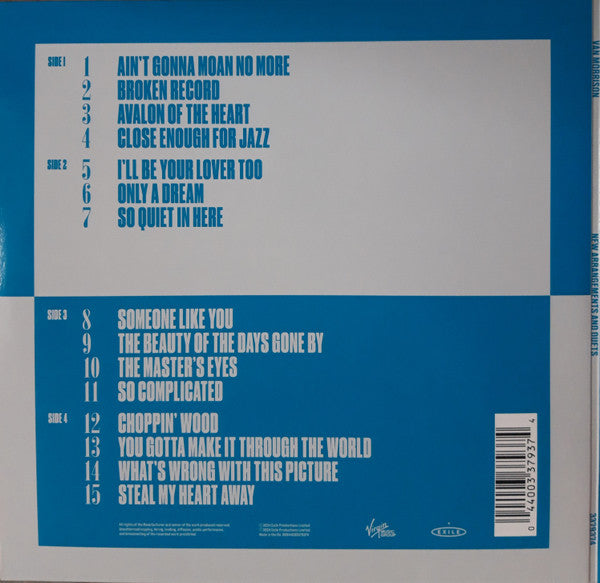 SIDE 1
1 AIN'T GONNA MOAN NO MORE
2 BROKEN RECORD
3 AVALON OF THE HEART
4 CLOSE ENOUGH FOR JAZZ
SIDE 2
5 I'LL BE YOUR LOVER TOO
6 ONLY A DREAM
7 SO QUIET IN HERE
SIDE 3
8 SOMEONE LIKE YOU
9 THE BEAUTY OF THE DAYS GONE BY
10 THE MASTER'S EYES
11 SO COMPLICATED
SIDE 4
12 CHOPPIN' WOOD
13 YOU GOTTA MAKE IT THROUGH THE WORLD
14 WHAT'S WRONG WITH THIS PICTURE
15 STEAL MY HEART AWAY
Virgin
EXILE
0 44003 37937 4
VAN MORRISON
NEW ARRANGEMENTS AND DUETS
3379374